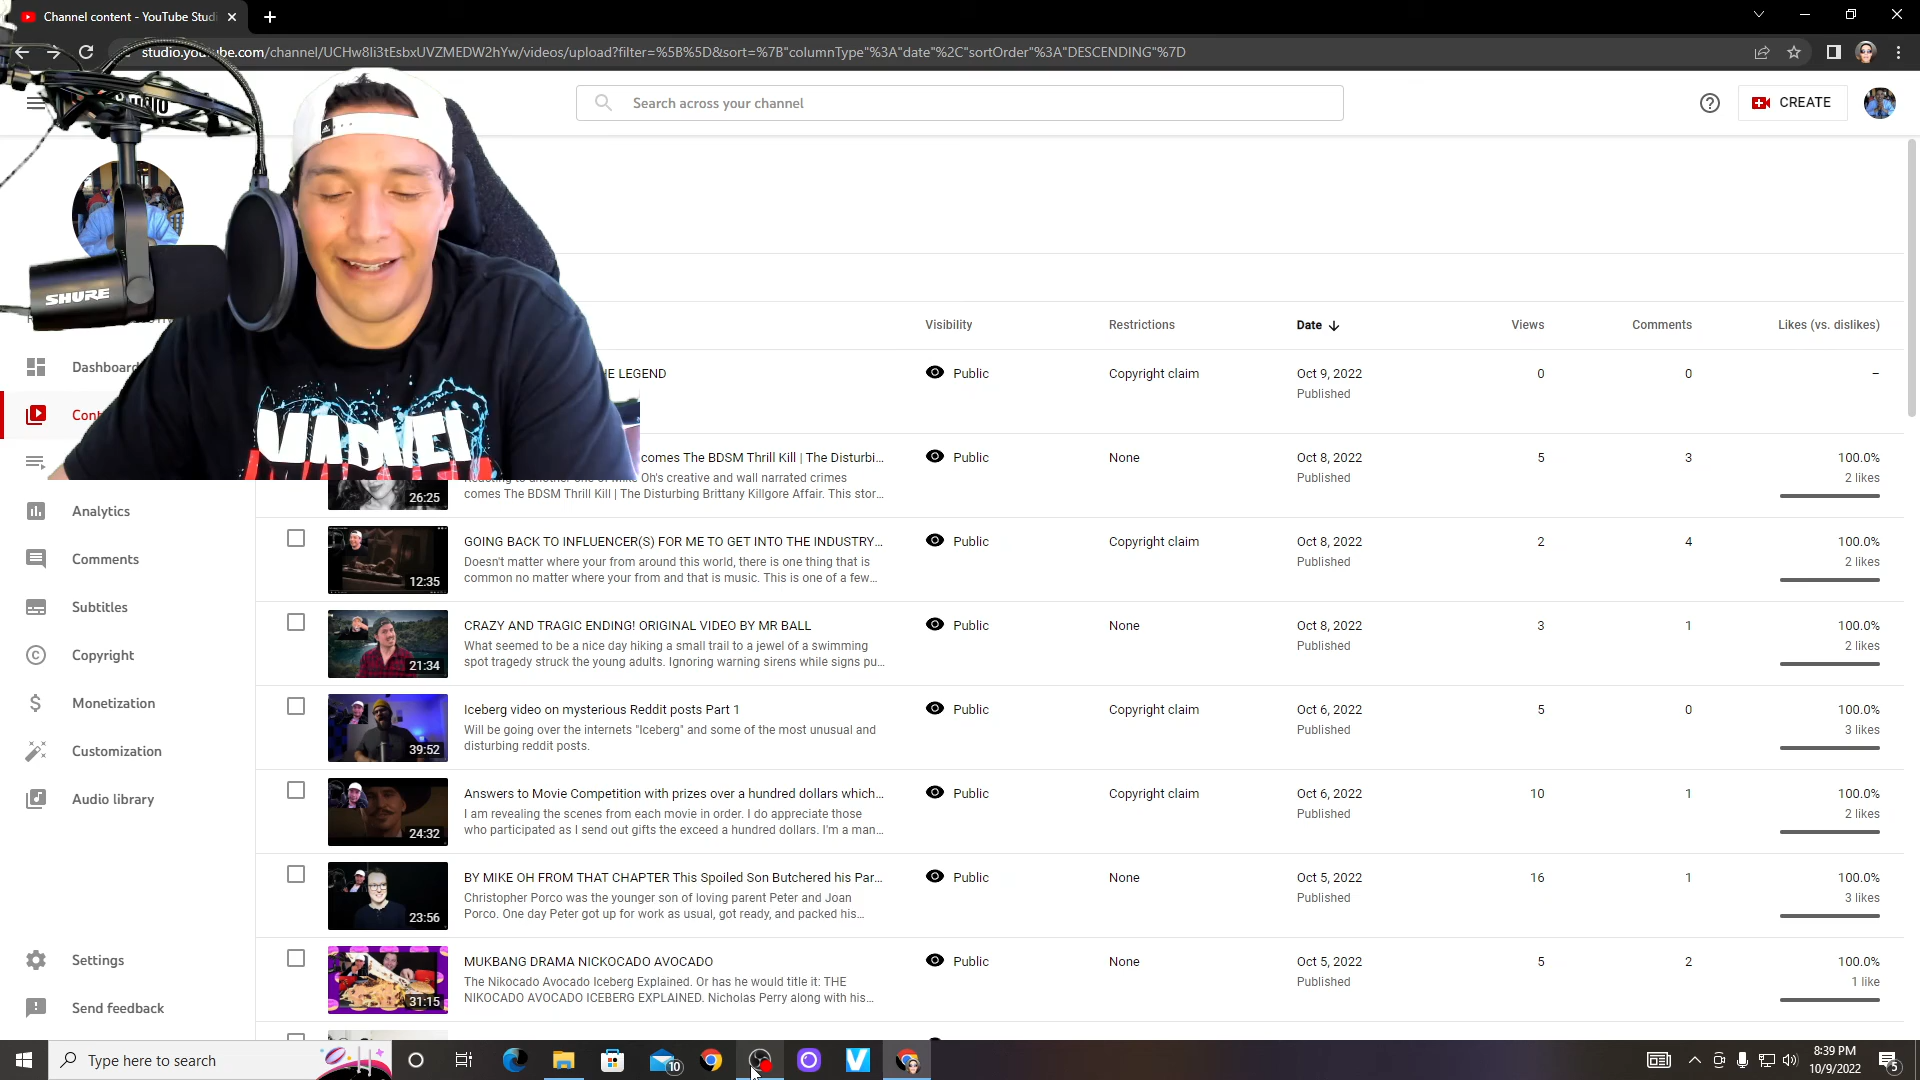 Channel content - YouTube Studi
studio.youtube.com/channel/UCHw8Ii3tEsbxUVZMEDW2hYw/videos/upload?filter=%5B%5D&sort=%7B"columnType"%3A"date"%2C"sortOrder"%3A"DESCENDING"%7D
Search across your channel
CREATE
SHURE
Visibility Restrictions Date Views Comments Likes (vs. dislikes)
Dashboard
E LEGEND
Public Copyright claim Oct 9, 2022 0 0 –
Published
Cont
comes The BDSM Thrill Kill | The Disturbi...
Reacting to another one of Mike Oh's creative and wall narrated crimes
comes The BDSM Thrill Kill | The Disturbing Brittany Killgore Affair. This stor...
26:25
Public None Oct 8, 2022 5 3 100.0%
Published 2 likes
Analytics
GOING BACK TO INFLUENCER(S) FOR ME TO GET INTO THE INDUSTRY...
Doesn't matter where your from around this world, there is one thing that is
common no matter where your from and that is music. This is one of a few...
12:35
Public Copyright claim Oct 8, 2022 2 4 100.0%
Published 2 likes
Comments
Subtitles
CRAZY AND TRAGIC ENDING! ORIGINAL VIDEO BY MR BALL
What seemed to be a nice day hiking a small trail to a jewel of a swimming
spot tragedy struck the young adults. Ignoring warning sirens while signs pu...
21:34
Public None Oct 8, 2022 3 1 100.0%
Published 2 likes
Copyright
Monetization
Iceberg video on mysterious Reddit posts Part 1
Will be going over the internets "Iceberg" and some of the most unusual and
disturbing reddit posts.
39:52
Public Copyright claim Oct 6, 2022 5 0 100.0%
Published 3 likes
Customization
Audio library
Answers to Movie Competition with prizes over a hundred dollars which...
I am revealing the scenes from each movie in order. I do appreciate those
who participated as I send out gifts the exceed a hundred dollars. I'm a man...
24:32
Public Copyright claim Oct 6, 2022 10 1 100.0%
Published 2 likes
BY MIKE OH FROM THAT CHAPTER This Spoiled Son Butchered his Par...
Christopher Porco was the younger son of loving parent Peter and Joan
Porco. One day Peter got up for work as usual, got ready, and packed his...
23:56
Public None Oct 5, 2022 16 1 100.0%
Published 3 likes
Settings
MUKBANG DRAMA NICKOCADO AVOCADO
The Nikocado Avocado Iceberg Explained. Or has he would title it: THE
NIKOCADO AVOCADO ICEBERG EXPLAINED. Nicholas Perry along with his...
31:15
Public None Oct 5, 2022 5 2 100.0%
Published 1 like
Send feedback
Type here to search
10
8:39 PM
10/9/2022
5